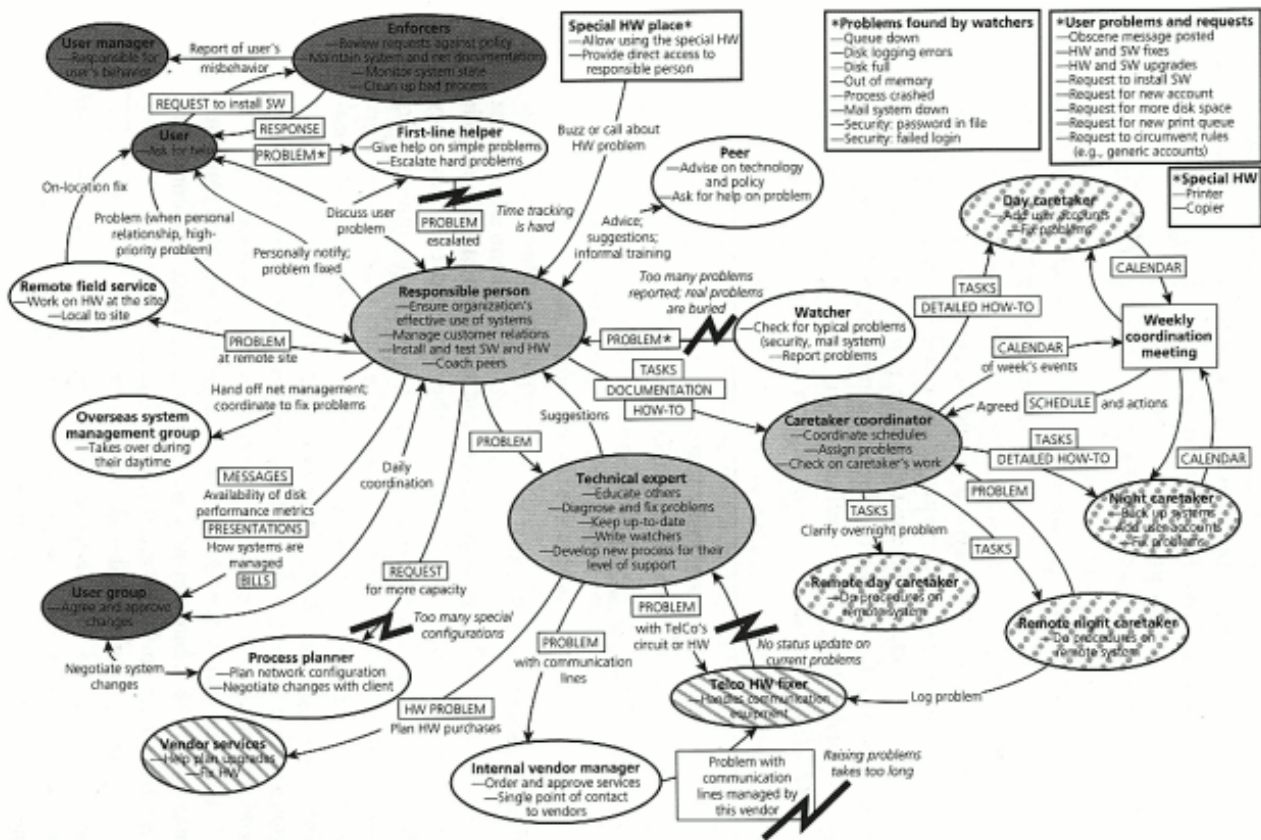 User manager
—Responsible for
user's behavior
Report of user's
misbehavior
Enforcers
—Review requests against policy
—Maintain system and net documentation
—Monitor system state
—Clean up bad process
Special HW place*
—Allow using the special HW
—Provide direct access to
responsible person
*Problems found by watchers
—Queue down
—Disk logging errors
—Disk full
—Out of memory
—Process crashed
—Mail system down
—Security: password in file
—Security: failed login
*User problems and requests
—Obscene message posted
—HW and SW fixes
—HW and SW upgrades
—Request to install SW
—Request for new account
—Request for more disk space
—Request for new print queue
—Request to circumvent rules
(e.g., generic accounts)
*Special HW
—Printer
—Copier
REQUEST to install SW
RESPONSE
User
—Ask for help
PROBLEM*
First-line helper
—Give help on simple problems
—Escalate hard problems
Buzz or call about
HW problem
Peer
—Advise on technology
and policy
—Ask for help on problem
On-location fix
Problem (when personal
relationship, high-
priority problem)
Discuss user
problem
Personally notify;
problem fixed
PROBLEM
escalated
Time tracking
is hard
Advice;
suggestions;
informal training
Day caretaker
—Add user accounts
—Fix problems
CALENDAR
TASKS
DETAILED HOW-TO
Weekly
coordination
meeting
Remote field service
—Work on HW at the site
—Local to site
Responsible person
—Ensure organization's
effective use of systems
—Manage customer relations
—Install and test SW and HW
—Coach peers
Too many problems
reported; real problems
are buried
PROBLEM*
Watcher
—Check for typical problems
(security, mail system)
—Report problems
PROBLEM
at remote site
TASKS
DOCUMENTATION
HOW-TO
CALENDAR
of week's events
Agreed SCHEDULE and actions
Hand off net management;
coordinate to fix problems
Overseas system
management group
—Takes over during
their daytime
Suggestions
PROBLEM
Caretaker coordinator
—Coordinate schedules
—Assign problems
—Check on caretaker's work
TASKS
DETAILED HOW-TO
CALENDAR
PROBLEM
Night caretaker
—Back up systems
—Add user accounts
—Fix problems
MESSAGES
Availability of disk
performance metrics
PRESENTATIONS
How systems are
managed
BILLS
Daily
coordination
Technical expert
—Educate others
—Diagnose and fix problems
—Keep up-to-date
—Write watchers
—Develop new process for their
level of support
TASKS
Clarify overnight problem
TASKS
Remote day caretaker
—Do procedures on
remote system
Remote night caretaker
—Do procedures on
remote system
User group
—Agree and approve
changes
REQUEST
for more capacity
Too many special
configurations
Negotiate system
changes
Process planner
—Plan network configuration
—Negotiate changes with client
PROBLEM
with communication
lines
PROBLEM
with TelCo's
circuit or HW
No status update on
current problems
Telco HW fixer
—Handles communication
equipment
Log problem
HW PROBLEM
Plan HW purchases
Vendor services
—Help plan upgrades
—Fix HW
Internal vendor manager
—Order and approve services
—Single point of contact
to vendors
Problem with
communication
lines managed by
this vendor
Raising problems
takes too long